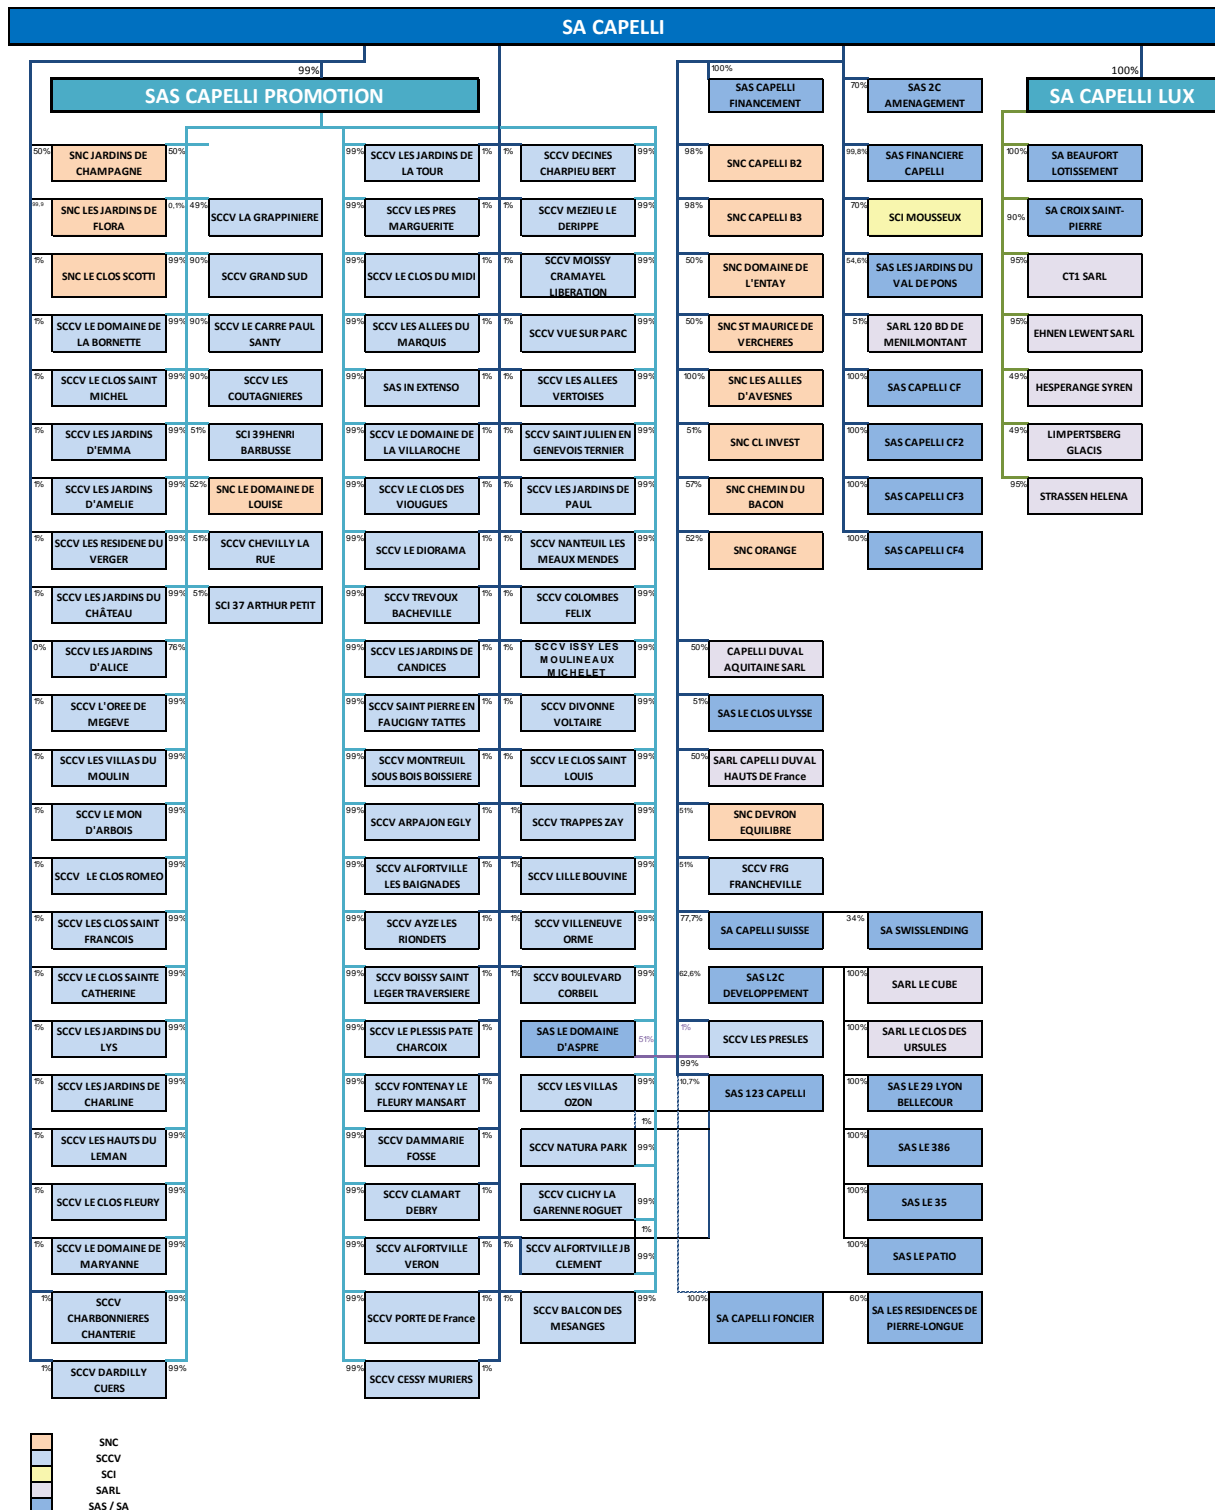 SA CAPELLI
99%
100%
100%
SAS CAPELLI PROMOTION
SAS CAPELLI
FINANCEMENT
70%
SAS 2C
AMENAGEMENT
SA CAPELLI LUX
50%
SNC JARDINS DE
CHAMPAGNE
50%
99%
SCCV LES JARDINS DE
LA TOUR
1%
1%
SCCV DECINES
CHARPIEU BERT
99%
98%
SNC CAPELLI B2
99,8%
SAS FINANCIERE
CAPELLI
100%
SA BEAUFORT
LOTISSEMENT
99,9
SNC LES JARDINS DE
FLORA
0,1%
49%
SCCV LA GRAPPINIERE
99%
SCCV LES PRES
MARGUERITE
1%
1%
SCCV MEZIEU LE
DERIPPE
99%
98%
SNC CAPELLI B3
70%
SCI MOUSSEUX
90%
SA CROIX SAINT-
PIERRE
1%
SNC LE CLOS SCOTTI
99%
90%
SCCV GRAND SUD
99%
SCCV LE CLOS DU MIDI
1%
1%
SCCV MOISSY
CRAMAYEL
LIBERATION
99%
50%
SNC DOMAINE DE
L'ENTAY
54,6%
SAS LES JARDINS DU
VAL DE PONS
95%
CT1 SARL
1%
SCCV LE DOMAINE DE
LA BORNETTE
99%
90%
SCCV LE CARRE PAUL
SANTY
99%
SCCV LES ALLEES DU
MARQUIS
1%
1%
SCCV VUE SUR PARC
99%
50%
SNC ST MAURICE DE
VERCHERES
51%
SARL 120 BD DE
MENILMONTANT
95%
EHNEN LEWENT SARL
1%
SCCV LE CLOS SAINT
MICHEL
99%
90%
SCCV LES
COUTAGNIERES
99%
SAS IN EXTENSO
1%
1%
SCCV LES ALLEES
VERTOISES
99%
100%
SNC LES ALLLES
D'AVESNES
100%
SAS CAPELLI CF
49%
HESPERANGE SYREN
1%
SCCV LES JARDINS
D'EMMA
99%
51%
SCI 39HENRI
BARBUSSE
99%
SCCV LE DOMAINE DE
LA VILLAROCHE
1%
1%
SCCV SAINT JULIEN EN
GENEVOIS TERNIER
99%
51%
SNC CL INVEST
100%
SAS CAPELLI CF2
49%
LIMPERTSBERG
GLACIS
1%
SCCV LES JARDINS
D'AMELIE
99%
52%
SNC LE DOMAINE DE
LOUISE
99%
SCCV LE CLOS DES
VIOUGUES
1%
1%
SCCV LES JARDINS DE
PAUL
99%
57%
SNC CHEMIN DU
BACON
100%
SAS CAPELLI CF3
95%
STRASSEN HELENA
1%
SCCV LES RESIDENE DU
VERGER
99%
51%
SCCV CHEVILLY LA
RUE
99%
SCCV LE DIORAMA
1%
1%
SCCV NANTEUIL LES
MEAUX MENDES
99%
52%
SNC ORANGE
100%
SAS CAPELLI CF4
1%
SCCV LES JARDINS DU
CHÂTEAU
99%
51%
SCI 37 ARTHUR PETIT
99%
SCCV TREVOUX
BACHEVILLE
1%
1%
SCCV COLOMBES
FELIX
99%
0%
SCCV LES JARDINS
D'ALICE
76%
99%
SCCV LES JARDINS DE
CANDICES
1%
1%
SCCV ISSY LES
MOULINEAUX
MICHELET
99%
50%
CAPELLI DUVAL
AQUITAINE SARL
1%
SCCV L'OREE DE
MEGEVE
99%
99%
SCCV SAINT PIERRE EN
FAUCIGNY TATTES
1%
1%
SCCV DIVONNE
VOLTAIRE
99%
51%
SAS LE CLOS ULYSSE
1%
SCCV LES VILLAS DU
MOULIN
99%
99%
SCCV MONTREUIL
SOUS BOIS BOISSIERE
1%
1%
SCCV LE CLOS SAINT
LOUIS
99%
50%
SARL CAPELLI DUVAL
HAUTS DE France
1%
SCCV LE MON
D'ARBOIS
99%
99%
SCCV ARPAJON EGLY
1%
1%
SCCV TRAPPES ZAY
99%
51%
SNC DEVRON
EQUILIBRE
1%
SCCV LE CLOS ROMEO
99%
99%
SCCV ALFORTVILLE
LES BAIGNADES
1%
1%
SCCV LILLE BOUVINE
99%
51%
SCCV FRG
FRANCHEVILLE
1%
SCCV LES CLOS SAINT
FRANCOIS
99%
99%
SCCV AYZE LES
RIONDETS
1%
1%
SCCV VILLENEUVE
ORME
99%
77,7%
SA CAPELLI SUISSE
34%
SA SWISSLENDING
1%
SCCV LE CLOS SAINTE
CATHERINE
99%
99%
SCCV BOISSY SAINT
LEGER TRAVERSIERE
1%
1%
SCCV BOULEVARD
CORBEIL
99%
62,6%
SAS L2C
DEVELOPPEMENT
100%
SARL LE CUBE
1%
SCCV LES JARDINS DU
LYS
99%
99%
SCCV LE PLESSIS PATE
CHARCOIX
1%
SAS LE DOMAINE
D'ASPRE
51%
1%
SCCV LES PRESLES
99%
100%
SARL LE CLOS DES
URSULES
1%
SCCV LES JARDINS DE
CHARLINE
99%
99%
SCCV FONTENAY LE
FLEURY MANSART
1%
SCCV LES VILLAS
OZON
99%
1%
10,7%
SAS 123 CAPELLI
100%
SAS LE 29 LYON
BELLECOUR
1%
SCCV LES HAUTS DU
LEMAN
99%
99%
SCCV DAMMARIE
FOSSE
1%
SCCV NATURA PARK
99%
100%
SAS LE 386
1%
SCCV LE CLOS FLEURY
99%
99%
SCCV CLAMART
DEBRY
1%
SCCV CLICHY LA
GARENNE ROGUET
99%
1%
100%
SAS LE 35
1%
SCCV LE DOMAINE DE
MARYANNE
99%
99%
SCCV ALFORTVILLE
VERON
1%
1%
SCCV ALFORTVILLE JB
CLEMENT
99%
100%
SAS LE PATIO
1%
SCCV
CHARBONNIERES
CHANTERIE
99%
99%
SCCV PORTE DE France
1%
1%
SCCV BALCON DES
MESANGES
99%
100%
SA CAPELLI FONCIER
60%
SA LES RESIDENCES DE
PIERRE-LONGUE
1%
SCCV DARDILLY
CUERS
99%
99%
SCCV CESSY MURIERS
1%
SNC
SCCV
SCI
SARL
SAS / SA